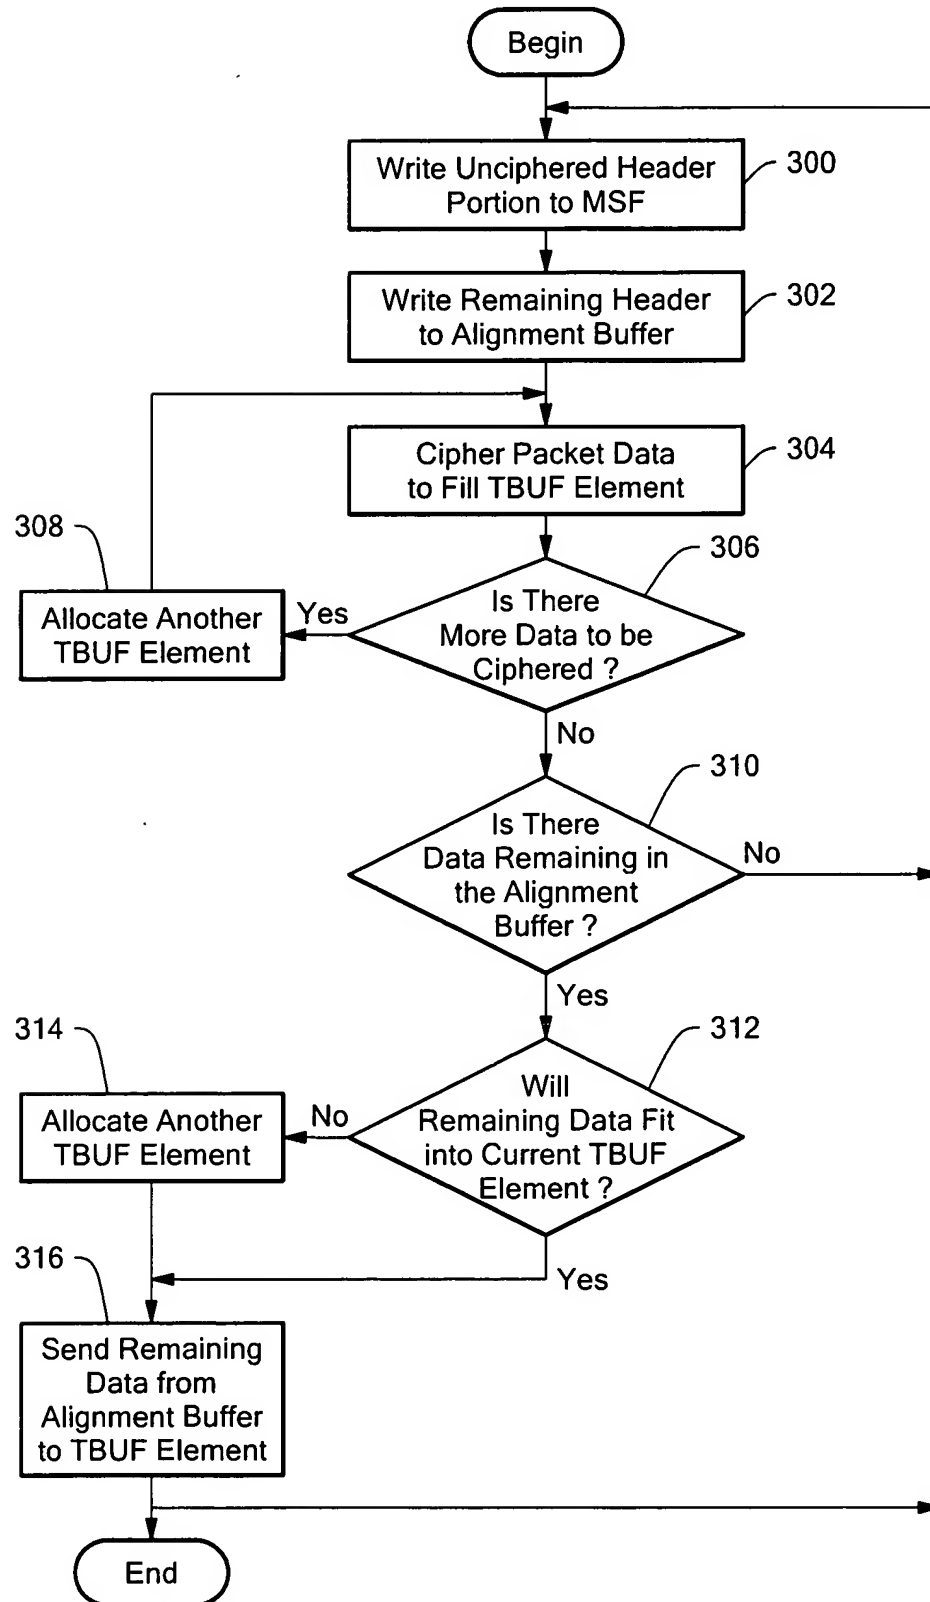 Begin
Write Unciphered Header
Portion to MSF
300
Write Remaining Header
to Alignment Buffer
302
Cipher Packet Data
to Fill TBUF Element
304
308
Allocate Another
TBUF Element
Yes
306
Is There
More Data to be
Ciphered ?
No
310
Is There
Data Remaining in
the Alignment
Buffer ?
No
Yes
314
Allocate Another
TBUF Element
No
312
Will
Remaining Data Fit
into Current TBUF
Element ?
Yes
316
Send Remaining
Data from
Alignment Buffer
to TBUF Element
End